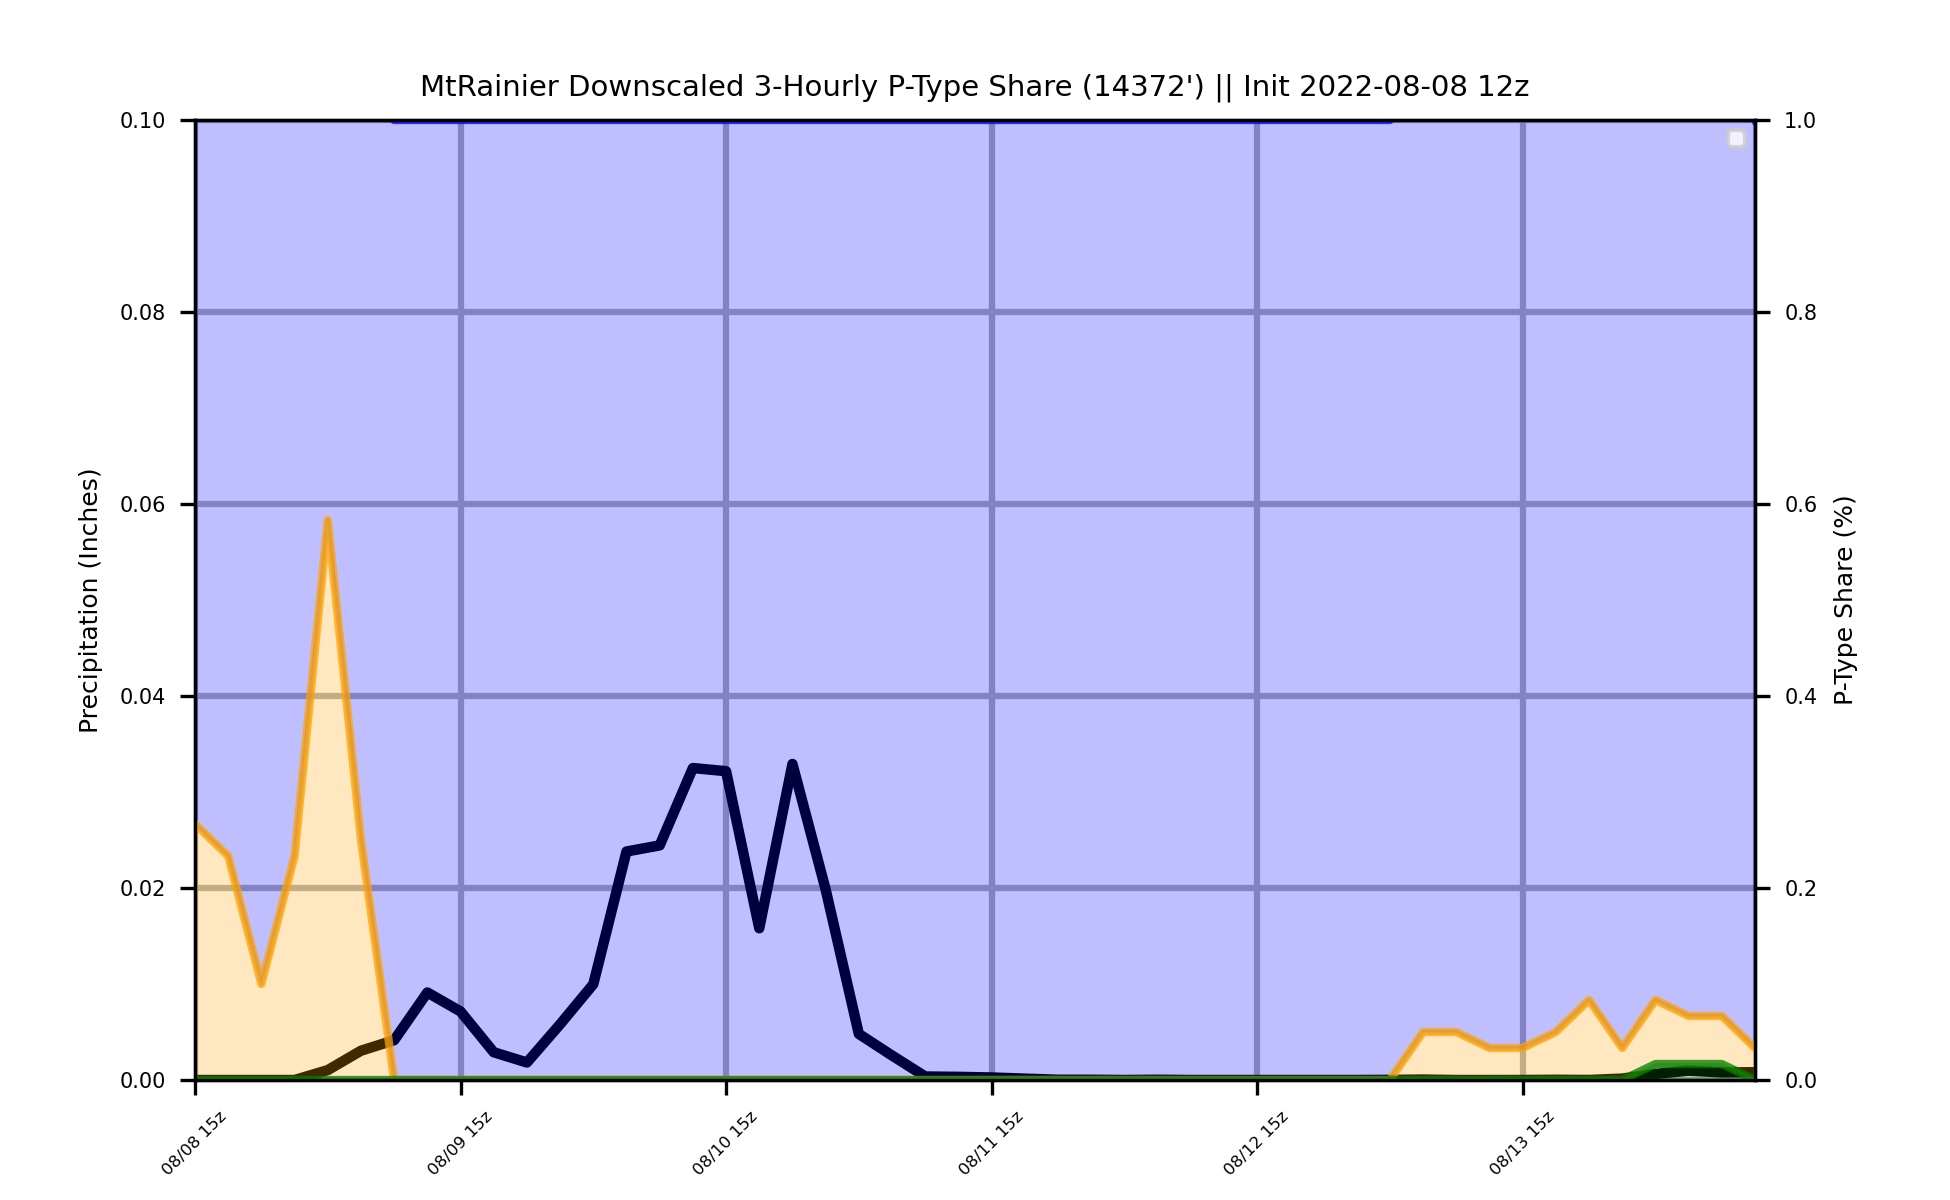 MtRainier Downscaled 3-Hourly P-Type Share (14372') || Init 2022-08-08 12z
0.10
0.08
0.06
0.04
0.02
0.00
Precipitation (Inches)
1.0
0.8
0.6
0.4
0.2
0.0
P-Type Share (%)
08/08 15z
08/09 15z
08/10 15z
08/11 15z
08/12 15z
08/13 15z